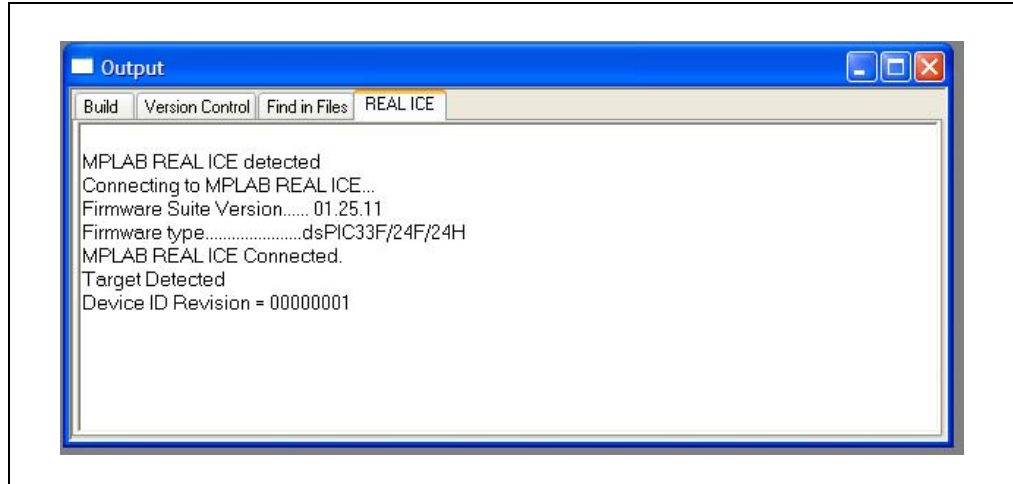 Output
Build Version Control Find in Files REAL ICE
MPLAB REAL ICE detected
Connecting to MPLAB REAL ICE...
Firmware Suite Version...... 01.25.11
Firmware type......................dsPIC33F/24F/24H
MPLAB REAL ICE Connected.
Target Detected
Device ID Revision = 00000001